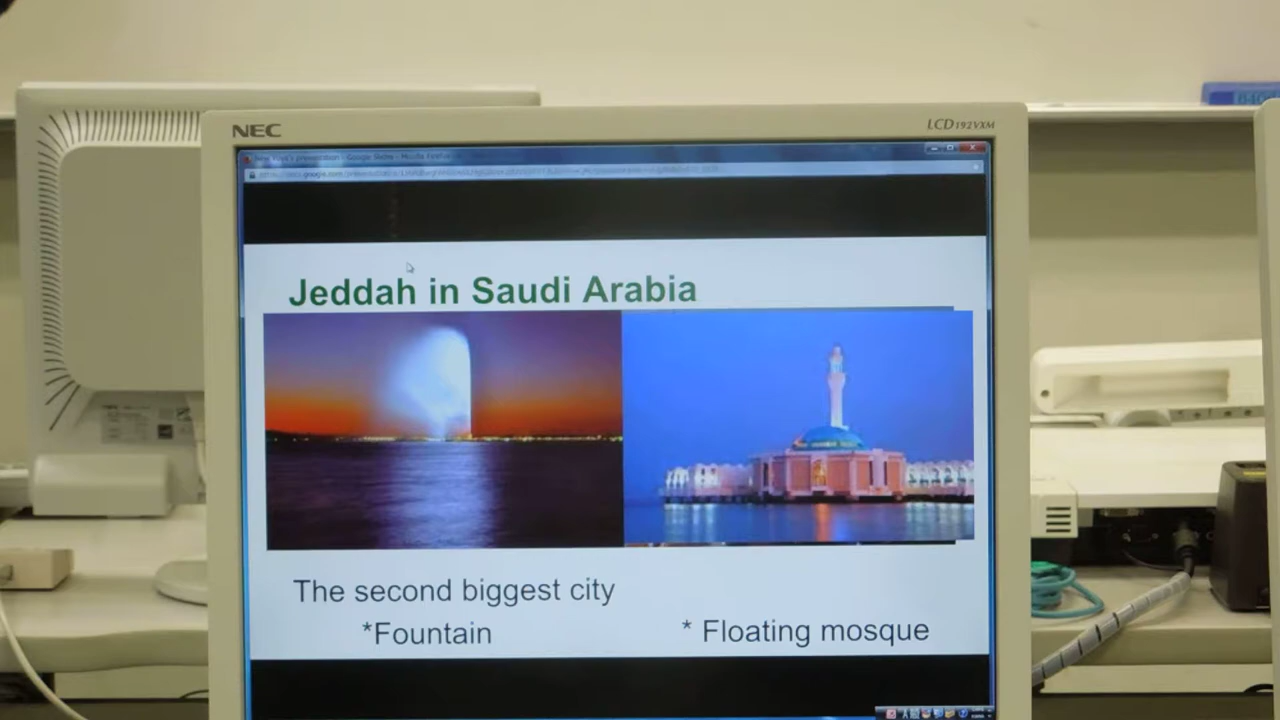 NEC
LCD192VXM
Jeddah in Saudi Arabia
The second biggest city
*Fountain
* Floating mosque